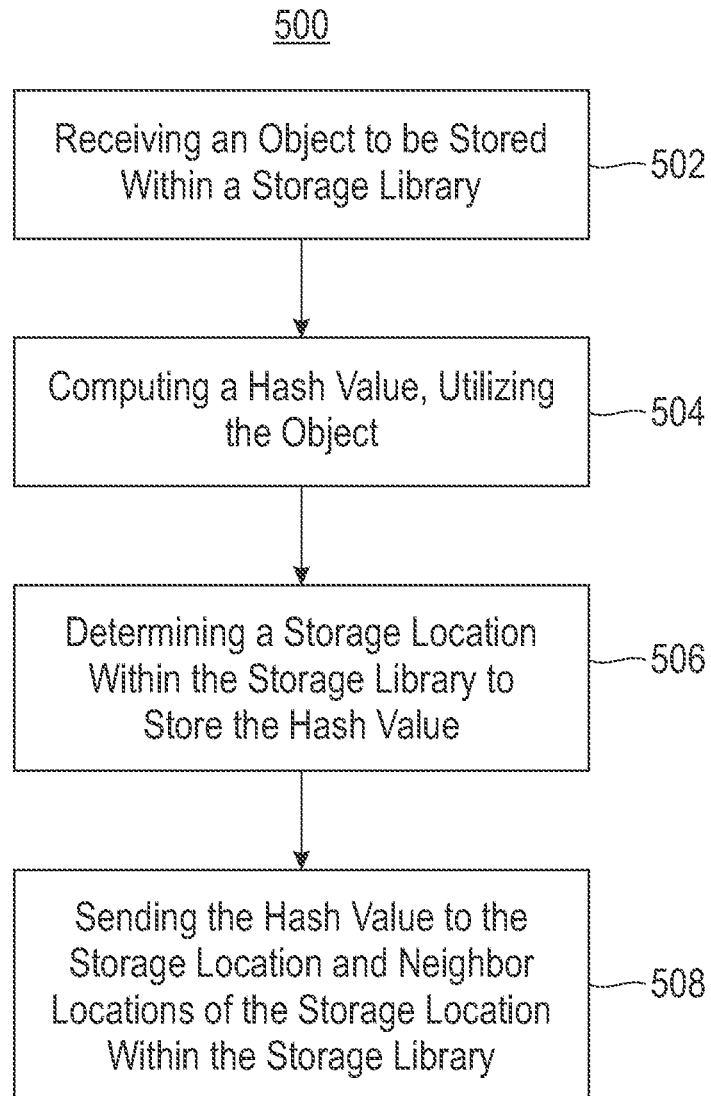 500
Receiving an Object to be Stored
Within a Storage Library
502
Computing a Hash Value, Utilizing
the Object
504
Determining a Storage Location
Within the Storage Library to
Store the Hash Value
506
Sending the Hash Value to the
Storage Location and Neighbor
Locations of the Storage Location
Within the Storage Library
508